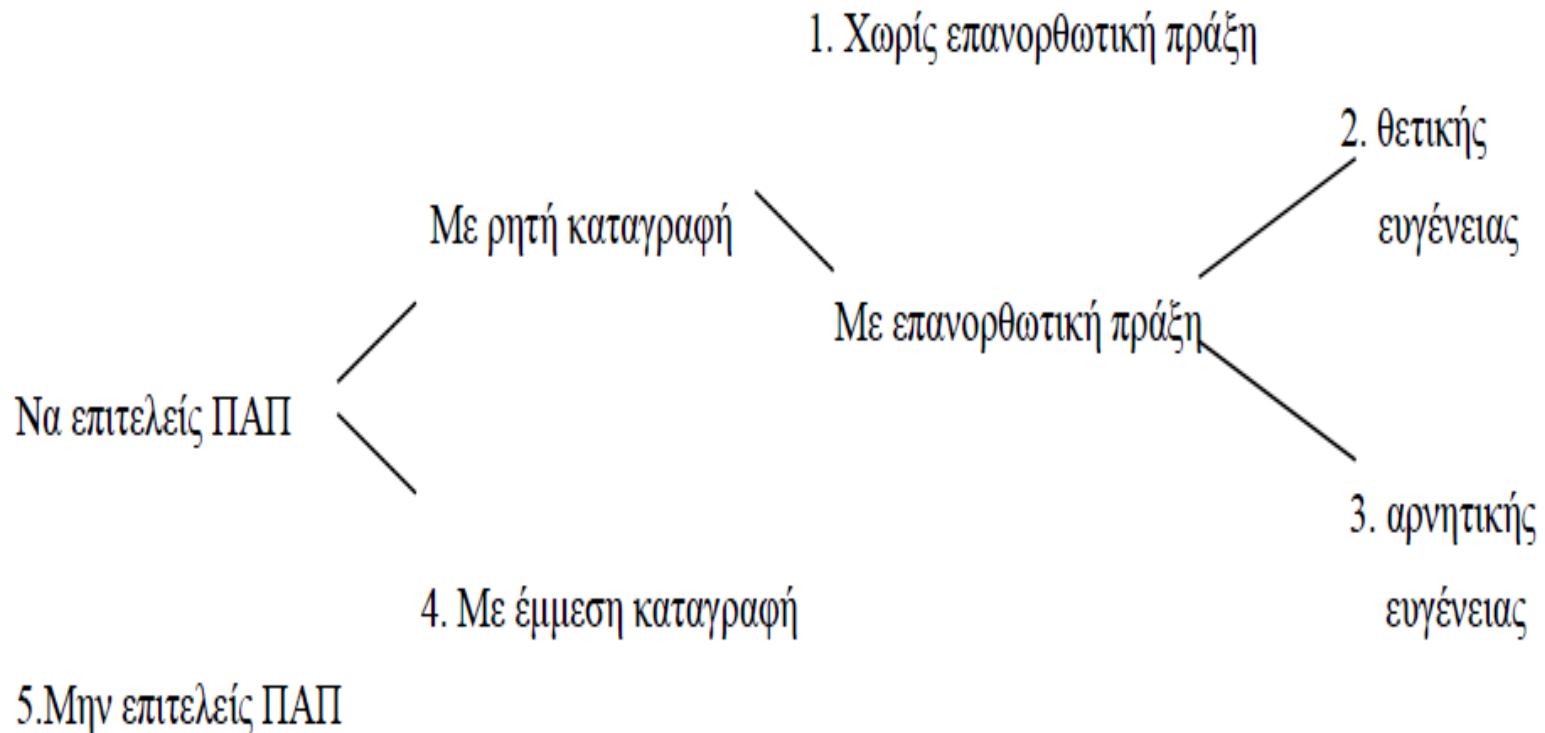 1. Χωρίς επανορθωτική πράξη
2. θετικής
ευγένειας
Με ρητή καταγραφή
Με επανορθωτική πράξη
Να επιτελείς ΠΑΠ
3. αρνητικής
ευγένειας
4. Με έμμεση καταγραφή
5.Μην επιτελείς ΠΑΠ